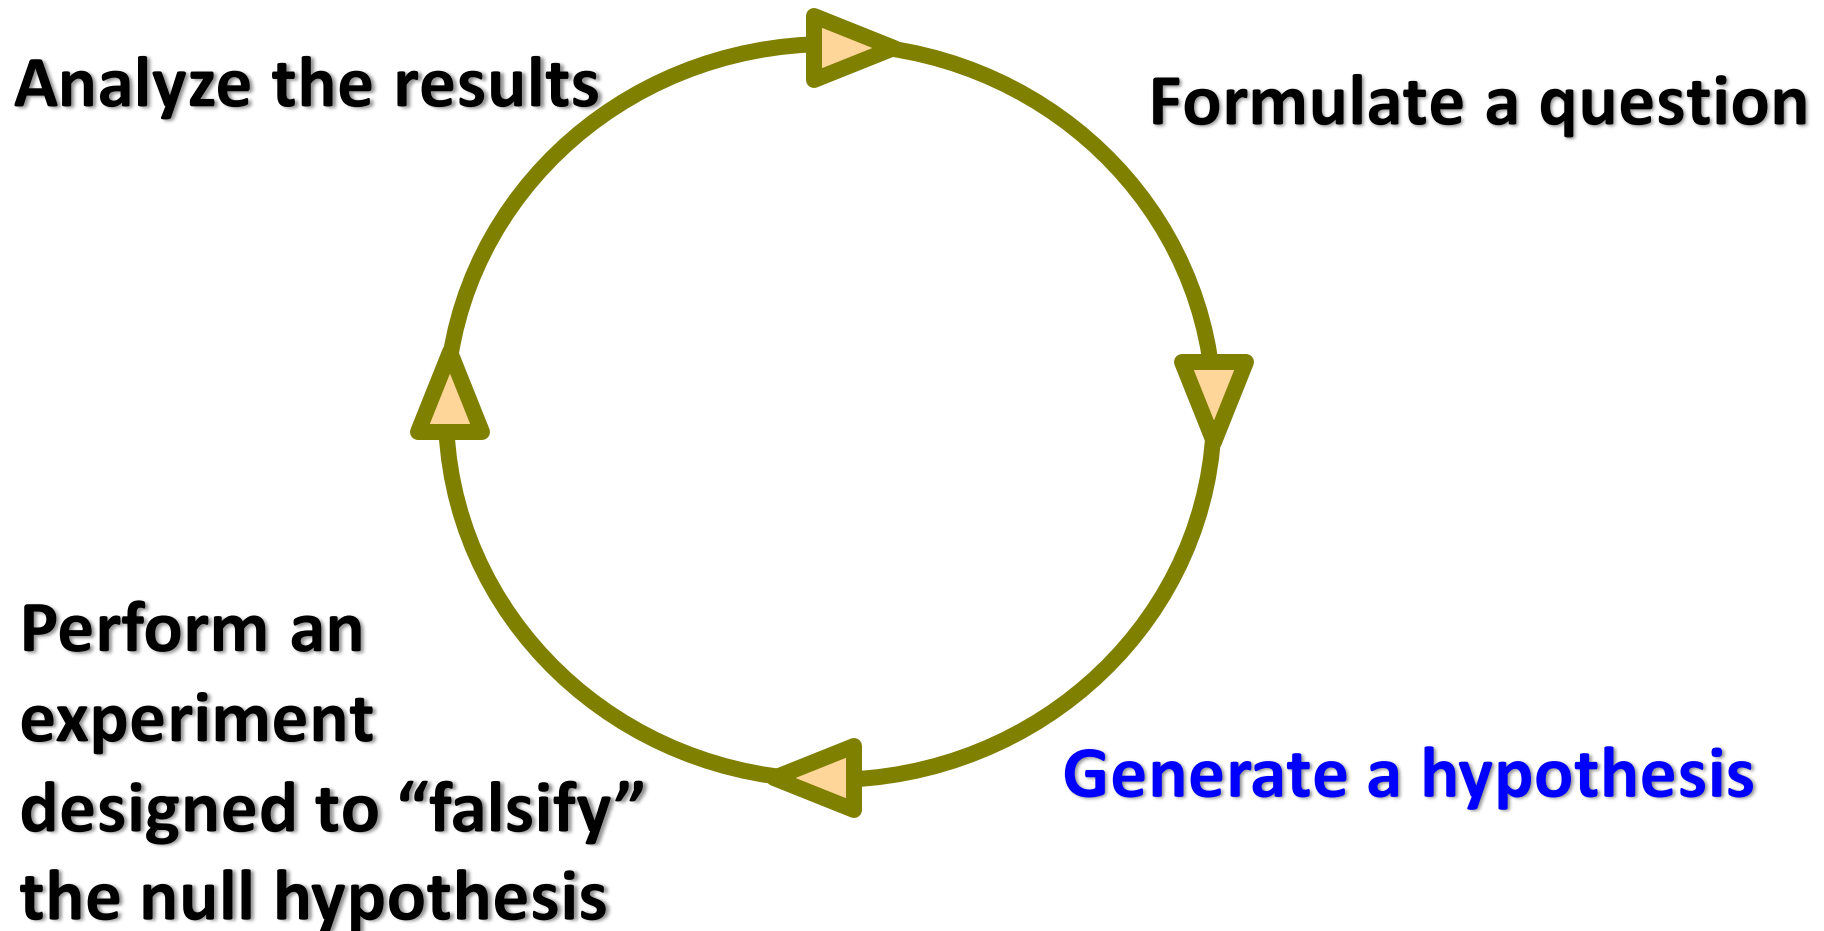 Analyze the results
Formulate a question
Perform an
experiment
designed to “falsify”
the null hypothesis
Generate a hypothesis